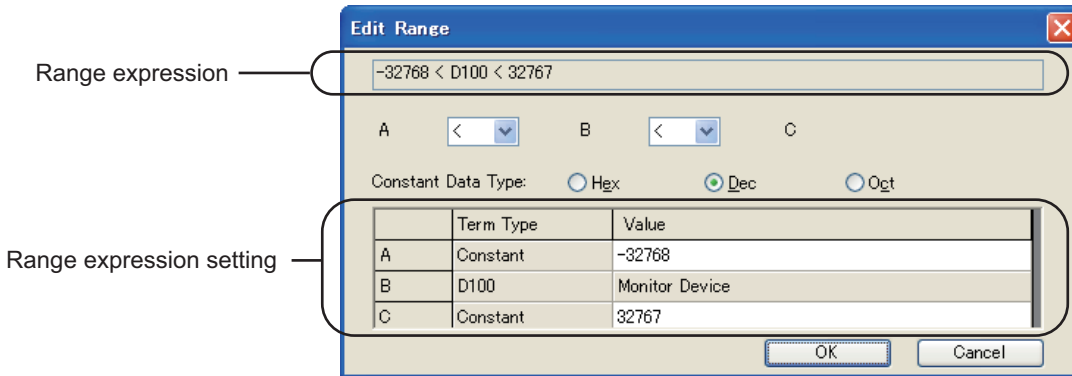 Edit Range
Range expression
-32768 < D100 < 32767
A < B < C
Constant Data Type: Hex Dec Oct
Range expression setting
Term Type Value
A Constant -32768
B D100 Monitor Device
C Constant 32767
OK Cancel